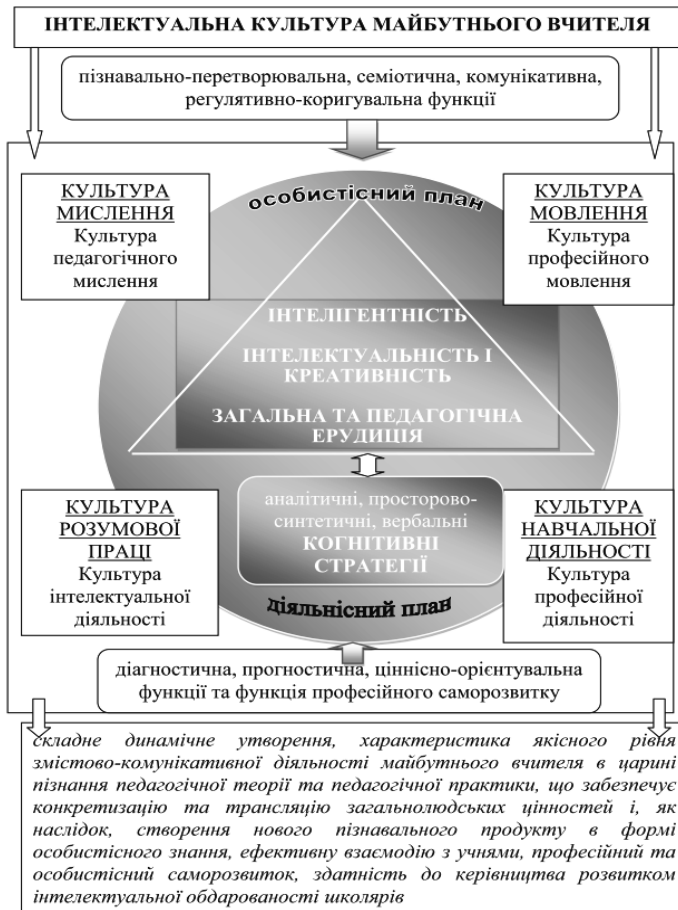 ІНТЕЛЕКТУАЛЬНА КУЛЬТУРА МАЙБУТНЬОГО ВЧИТЕЛЯ
пізнавально-перетворювальна, семіотична, комунікативна,
регулятивно-коригувальна функції
КУЛЬТУРА
МИСЛЕННЯ
Культура
педагогічного
мислення
особистісний план
КУЛЬТУРА
МОВЛЕННЯ
Культура
професійного
мовлення
ІНТЕЛІГЕНТНІСТЬ
ІНТЕЛЕКТУАЛЬНІСТЬ І
КРЕАТИВНІСТЬ
ЗАГАЛЬНА ТА ПЕДАГОГІЧНА
ЕРУДИЦІЯ
КУЛЬТУРА
РОЗУМОВОЇ
ПРАЦІ
Культура
інтелектуальної
діяльності
аналітичні, просторово-
синтетичні, вербальні
КОГНІТИВНІ
СТРАТЕГІЇ
діяльнісний план
КУЛЬТУРА
НАВЧАЛЬНОЇ
ДІЯЛЬНОСТІ
Культура
професійної
діяльності
діагностична, прогностична, ціннісно-орієнтувальна
функції та функція професійного саморозвитку
складне динамічне утворення, характеристика якісного рівня
змістово-комунікативної діяльності майбутнього вчителя в царині
пізнання педагогічної теорії та педагогічної практики, що забезпечує
конкретизацію та трансляцію загальнолюдських цінностей і, як
наслідок, створення нового пізнавального продукту в формі
особистісного знання, ефективну взаємодію з учнями, професійний та
особистісний саморозвиток, здатність до керівництва розвитком
інтелектуальної обдарованості школярів